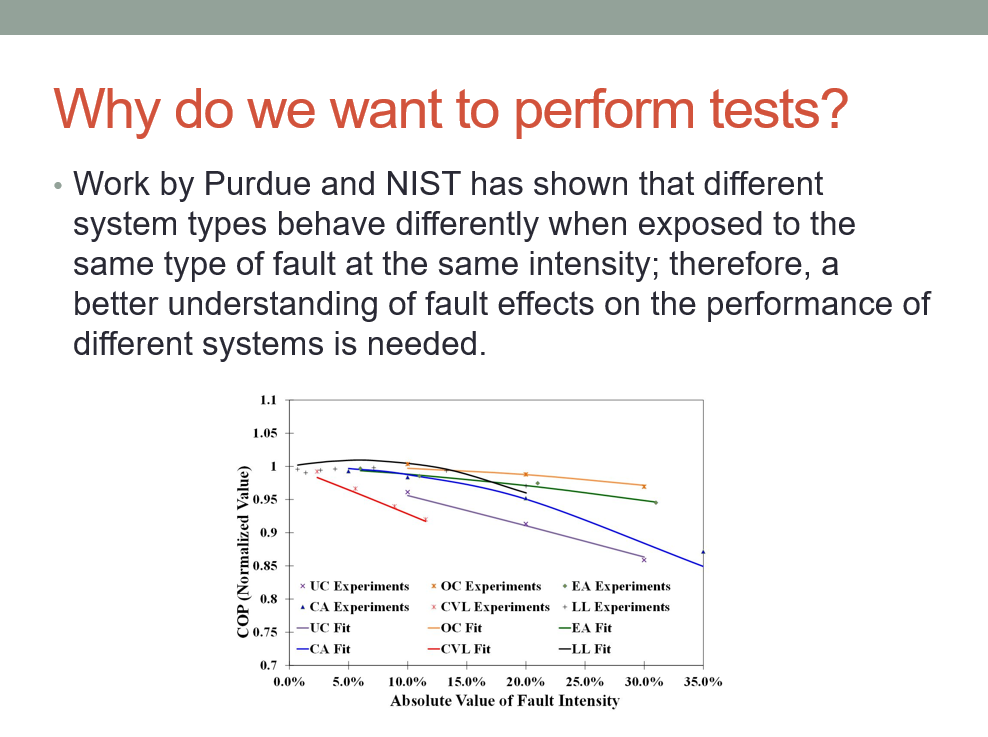 Why do we want to perform tests?
• Work by Purdue and NIST has shown that different
system types behave differently when exposed to the
same type of fault at the same intensity; therefore, a
better understanding of fault effects on the performance of
different systems is needed.
1.1
1.05
1
0.95
0.9
0.85
0.8
0.75
0.7
COP (Normalized Value)
UC Experiments OC Experiments EA Experiments
CA Experiments CVL Experiments LL Experiments
UC Fit OC Fit EA Fit
CA Fit CVL Fit LL Fit
0.0% 5.0% 10.0% 15.0% 20.0% 25.0% 30.0% 35.0%
Absolute Value of Fault Intensity